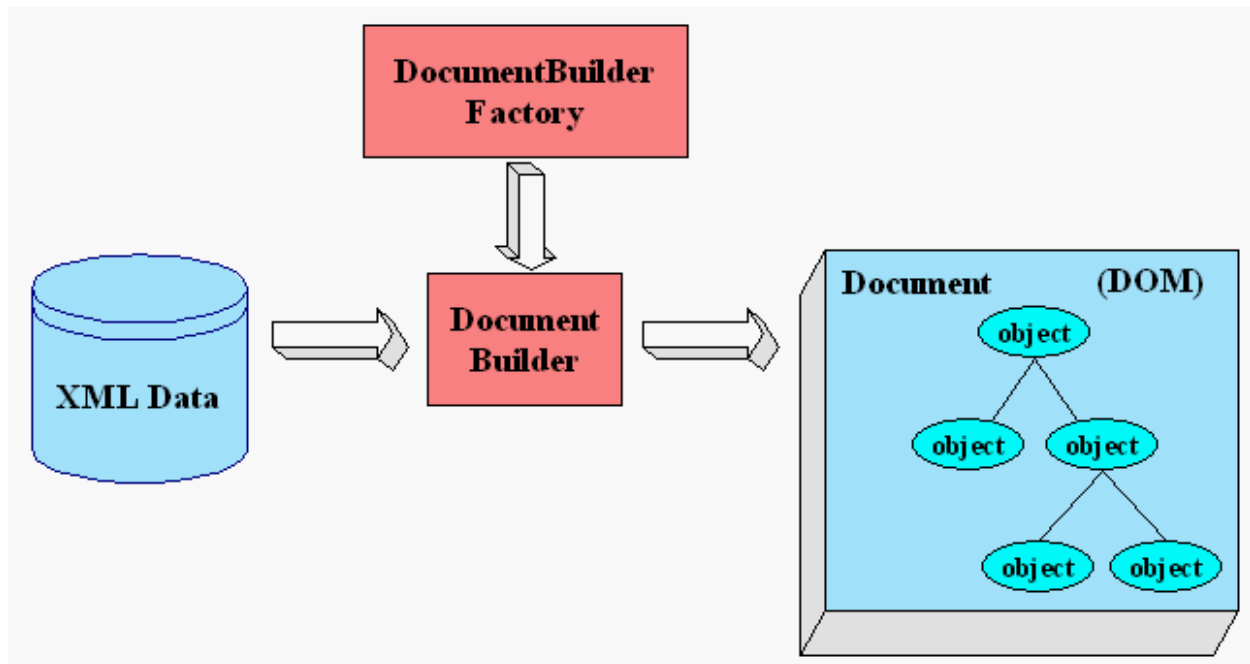 DocumentBuilder
Factory
XML Data
Document
Builder
Document (DOM)
object
object object
object object